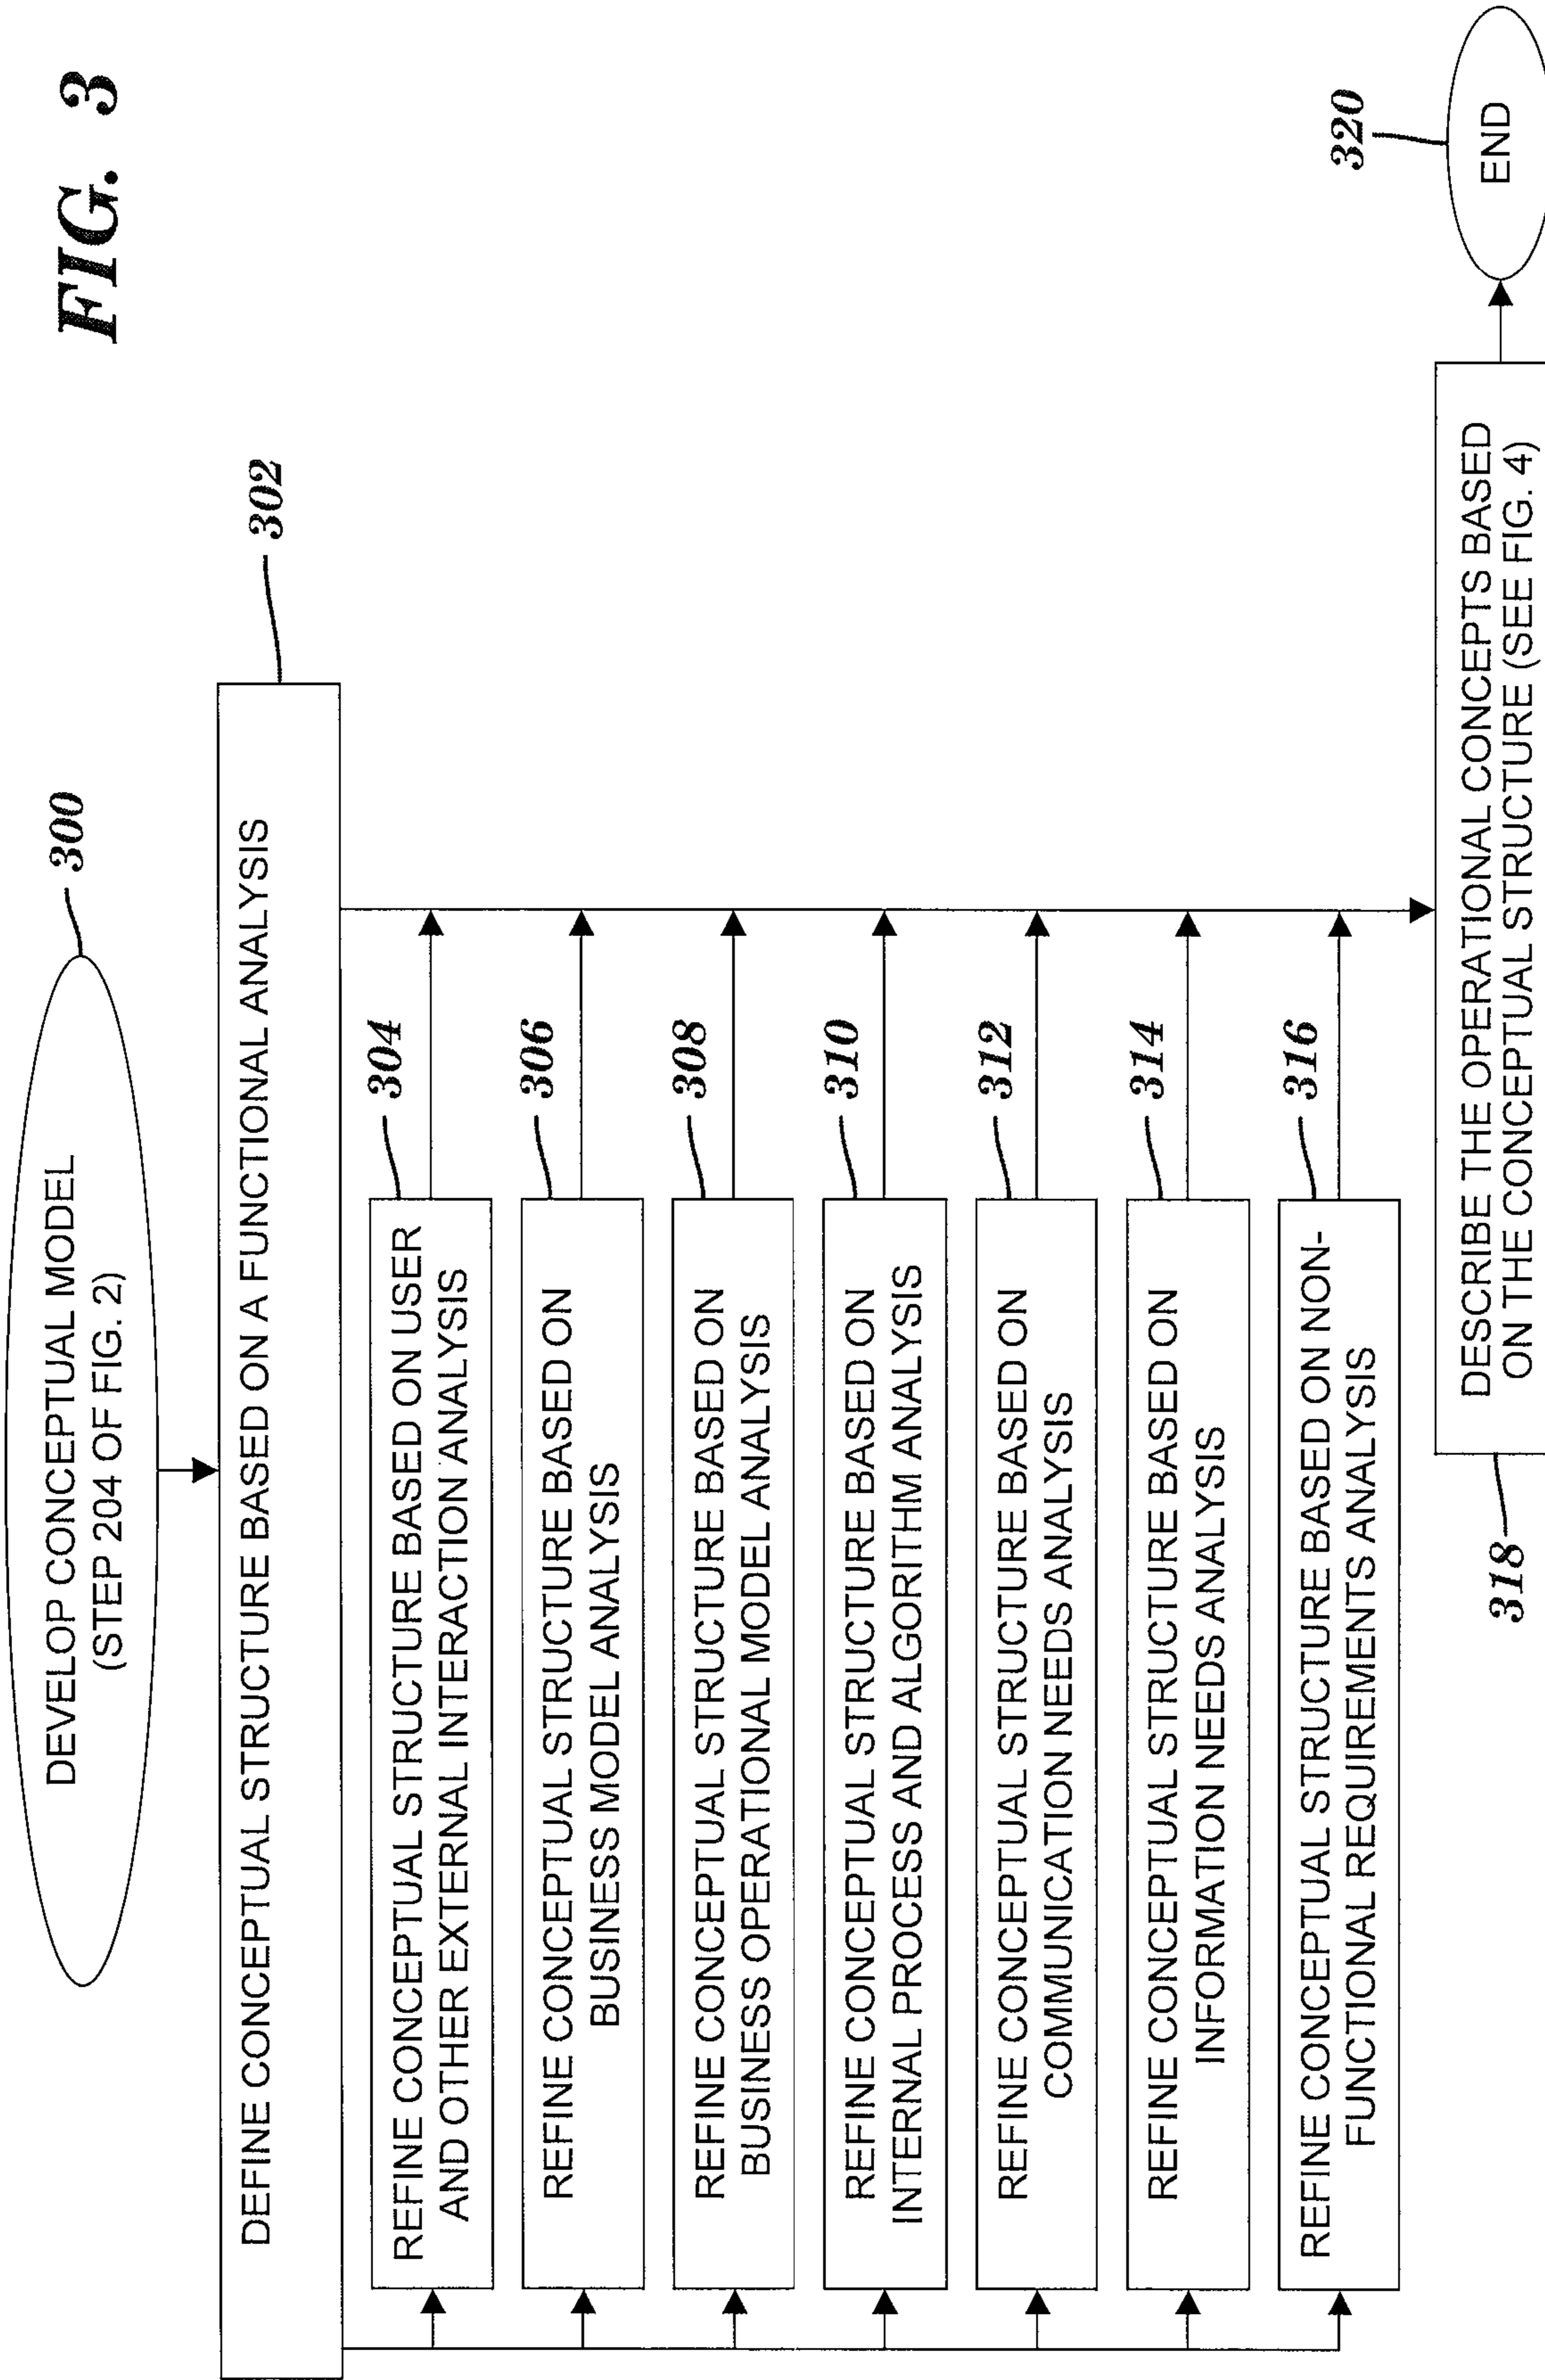 FIG. 3
300
DEVELOP CONCEPTUAL MODEL
(STEP 204 OF FIG. 2)
302
DEFINE CONCEPTUAL STRUCTURE BASED ON A FUNCTIONAL ANALYSIS
304
REFINE CONCEPTUAL STRUCTURE BASED ON USER
AND OTHER EXTERNAL INTERACTION ANALYSIS
306
REFINE CONCEPTUAL STRUCTURE BASED ON
BUSINESS MODEL ANALYSIS
308
REFINE CONCEPTUAL STRUCTURE BASED ON
BUSINESS OPERATIONAL MODEL ANALYSIS
310
REFINE CONCEPTUAL STRUCTURE BASED ON
INTERNAL PROCESS AND ALGORITHM ANALYSIS
312
REFINE CONCEPTUAL STRUCTURE BASED ON
COMMUNICATION NEEDS ANALYSIS
314
REFINE CONCEPTUAL STRUCTURE BASED ON
INFORMATION NEEDS ANALYSIS
316
REFINE CONCEPTUAL STRUCTURE BASED ON NON-
FUNCTIONAL REQUIREMENTS ANALYSIS
318
DESCRIBE THE OPERATIONAL CONCEPTS BASED
ON THE CONCEPTUAL STRUCTURE (SEE FIG. 4)
320
END